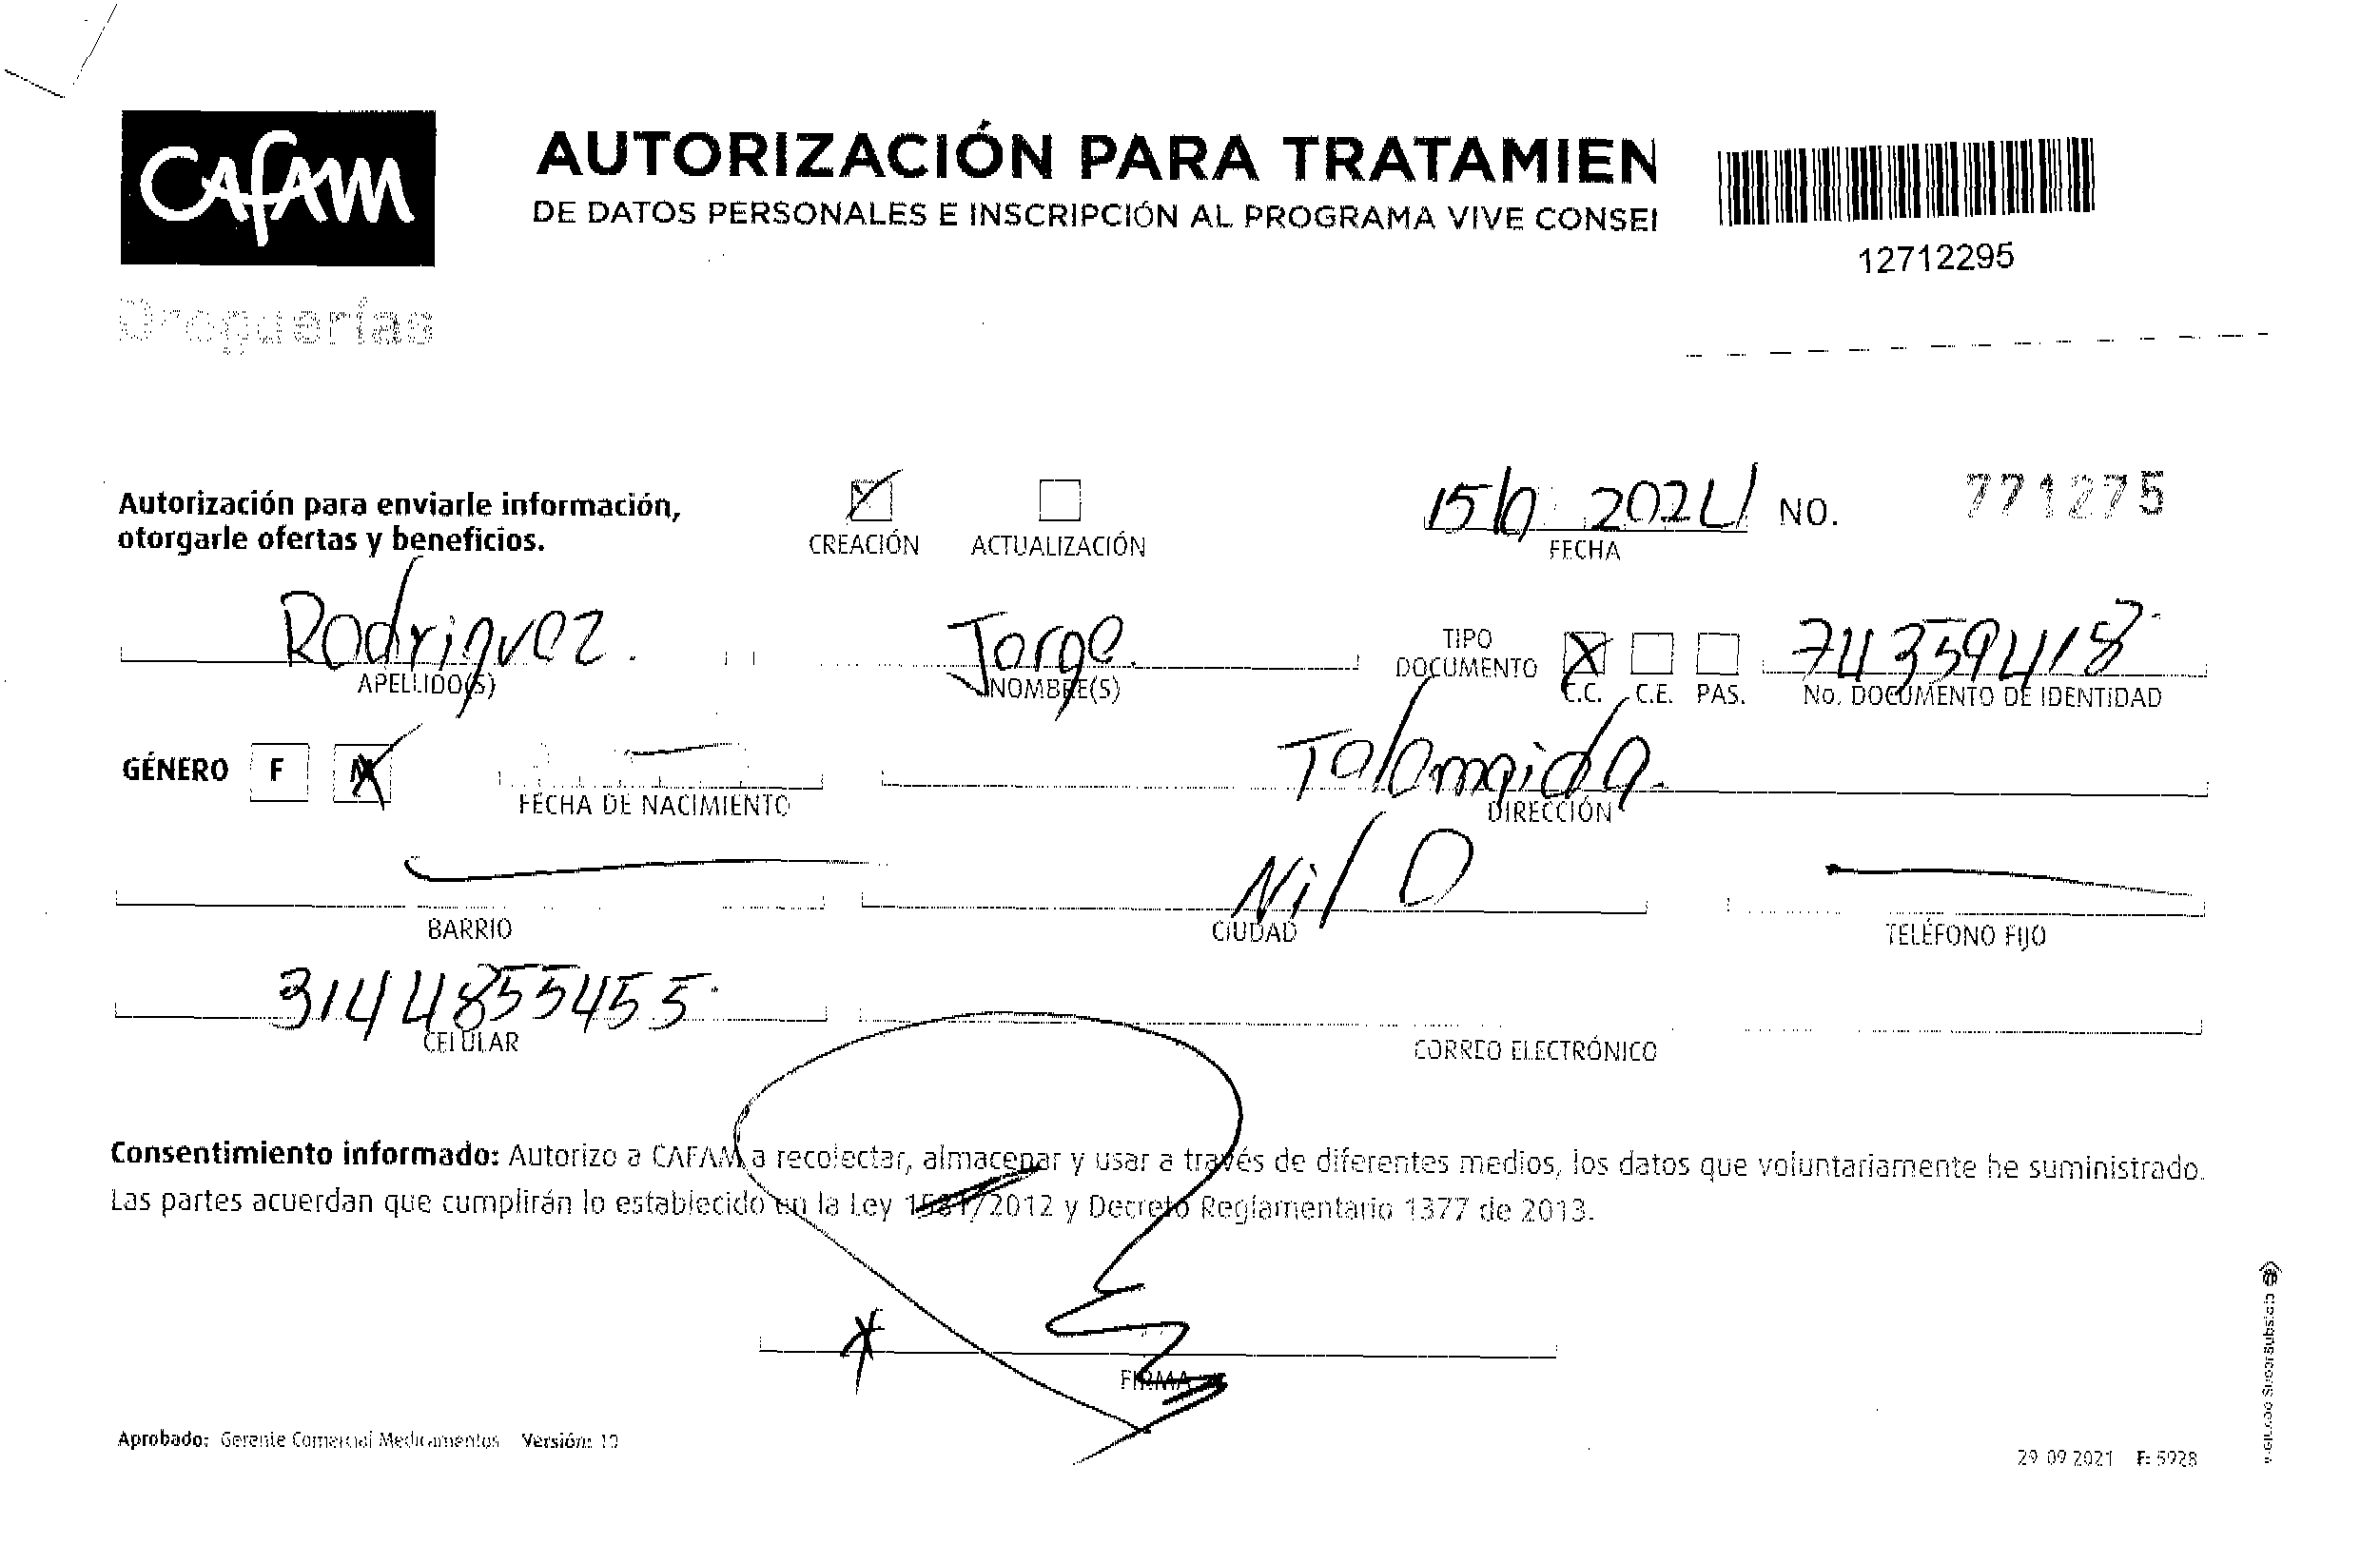 CAFAM
Droguerías
AUTORIZACIÓN PARA TRATAMIEN
DE DATOS PERSONALES E INSCRIPCIÓN AL PROGRAMA VIVE CONSEI
12712295
Autorización para enviarle información,
otorgarle ofertas y beneficios.
CREACIÓN ACTUALIZACIÓN
2024 NO. 771275
FECHA
Rodriguez. Jorge. TIPO DOCUMENTO C.C. C.E. PAS. 74359418
APELLIDO(S) NOMBRE(S) No. DOCUMENTO DE IDENTIDAD
GÉNERO F M
FECHA DE NACIMIENTO DIRECCIÓN
Nilo
BARRIO CIUDAD TELÉFONO FIJO
3144855455
CELULAR CORREO ELECTRÓNICO
Consentimiento informado: Autorizo a CAFAM a recolectar, almacenar y usar a través de diferentes medios, los datos que voluntariamente he suministrado.
Las partes acuerdan que cumplirán lo establecido en la Ley 1581/2012 y Decreto Reglamentario 1377 de 2013.
FIRMA
Aprobado: Gerente Comercial Medicamentos Versión: 10
29 09 2021 F: 5928